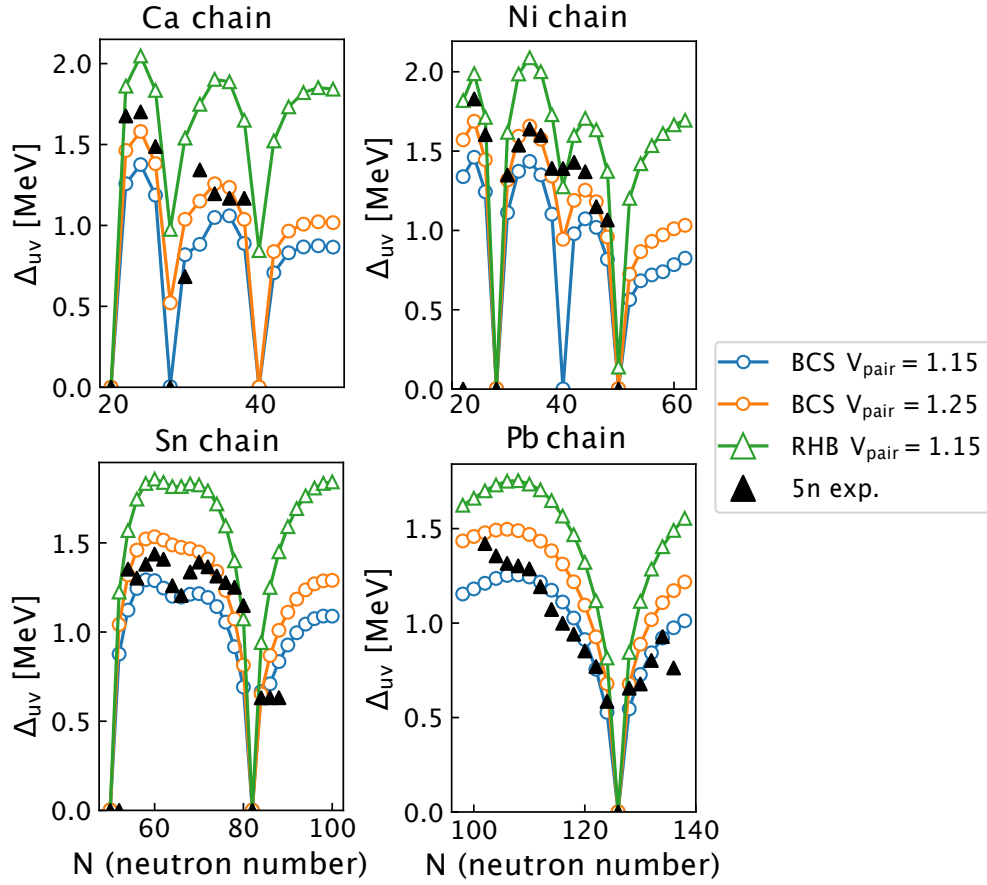 Ca chain
Ni chain
Δuv [MeV]
2.0
1.5
1.0
0.5
0.0
20
40
Δuv [MeV]
2.0
1.5
1.0
0.5
0.0
20
40
60
BCS Vpair = 1.15
BCS Vpair = 1.25
RHB Vpair = 1.15
5n exp.
Sn chain
Pb chain
Δuv [MeV]
1.5
1.0
0.5
0.0
60
80
100
N (neutron number)
Δuv [MeV]
1.5
1.0
0.5
0.0
100
120
140
N (neutron number)